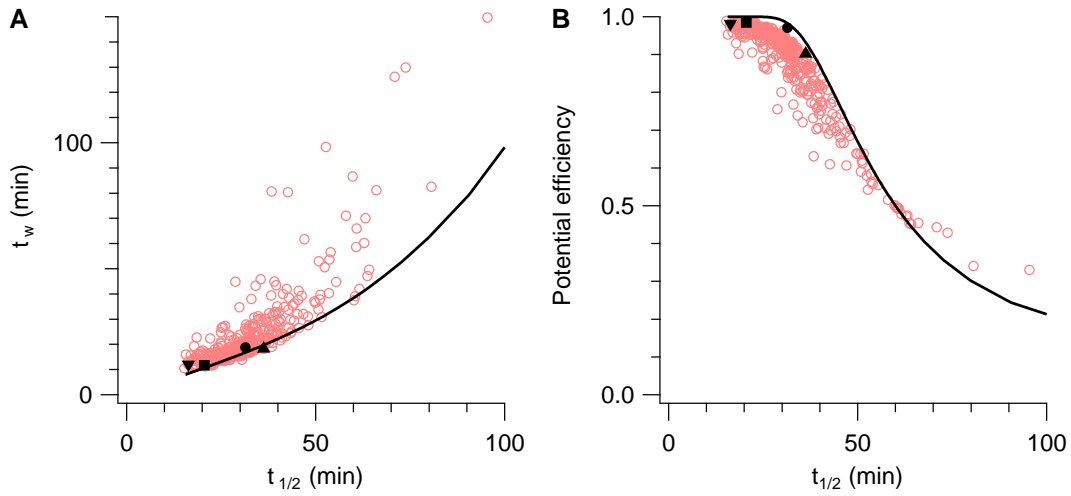 A
t w (min)
100
0
0
50
100
t 1/2 (min)
B
Potential efficiency
1.0
0.5
0.0
0
50
100
t1/2 (min)